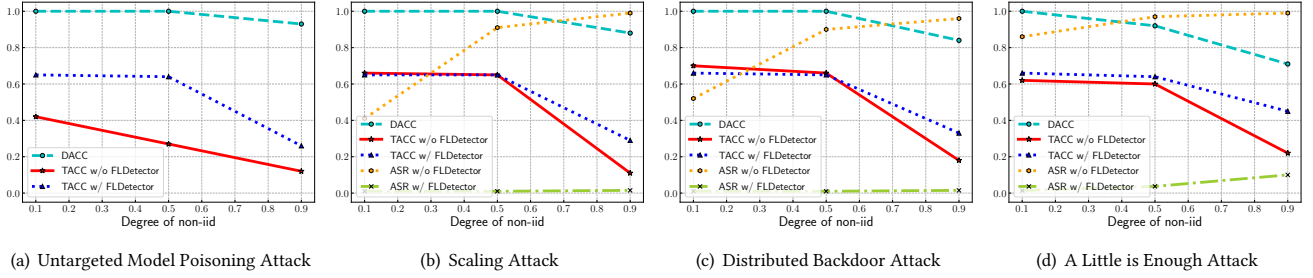 1.0
0.8
0.6
0.4
0.2
0.0
DACC
TACC w/o FLDetector
TACC w/ FLDetector
0.1 0.2 0.3 0.4 0.5 0.6 0.7 0.8 0.9
Degree of non-iid
(a) Untargeted Model Poisoning Attack
1.0
0.8
0.6
0.4
0.2
0.0
DACC
TACC w/o FLDetector
TACC w/ FLDetector
ASR w/o FLDetector
ASR w/ FLDetector
0.1 0.2 0.3 0.4 0.5 0.6 0.7 0.8 0.9
Degree of non-iid
(b) Scaling Attack
1.0
0.8
0.6
0.4
0.2
0.0
DACC
TACC w/o FLDetector
TACC w/ FLDetector
ASR w/o FLDetector
ASR w/ FLDetector
0.1 0.2 0.3 0.4 0.5 0.6 0.7 0.8 0.9
Degree of non-iid
(c) Distributed Backdoor Attack
1.0
0.8
0.6
0.4
0.2
0.0
DACC
TACC w/o FLDetector
TACC w/ FLDetector
ASR w/o FLDetector
ASR w/ FLDetector
0.1 0.2 0.3 0.4 0.5 0.6 0.7 0.8 0.9
Degree of non-iid
(d) A Little is Enough Attack